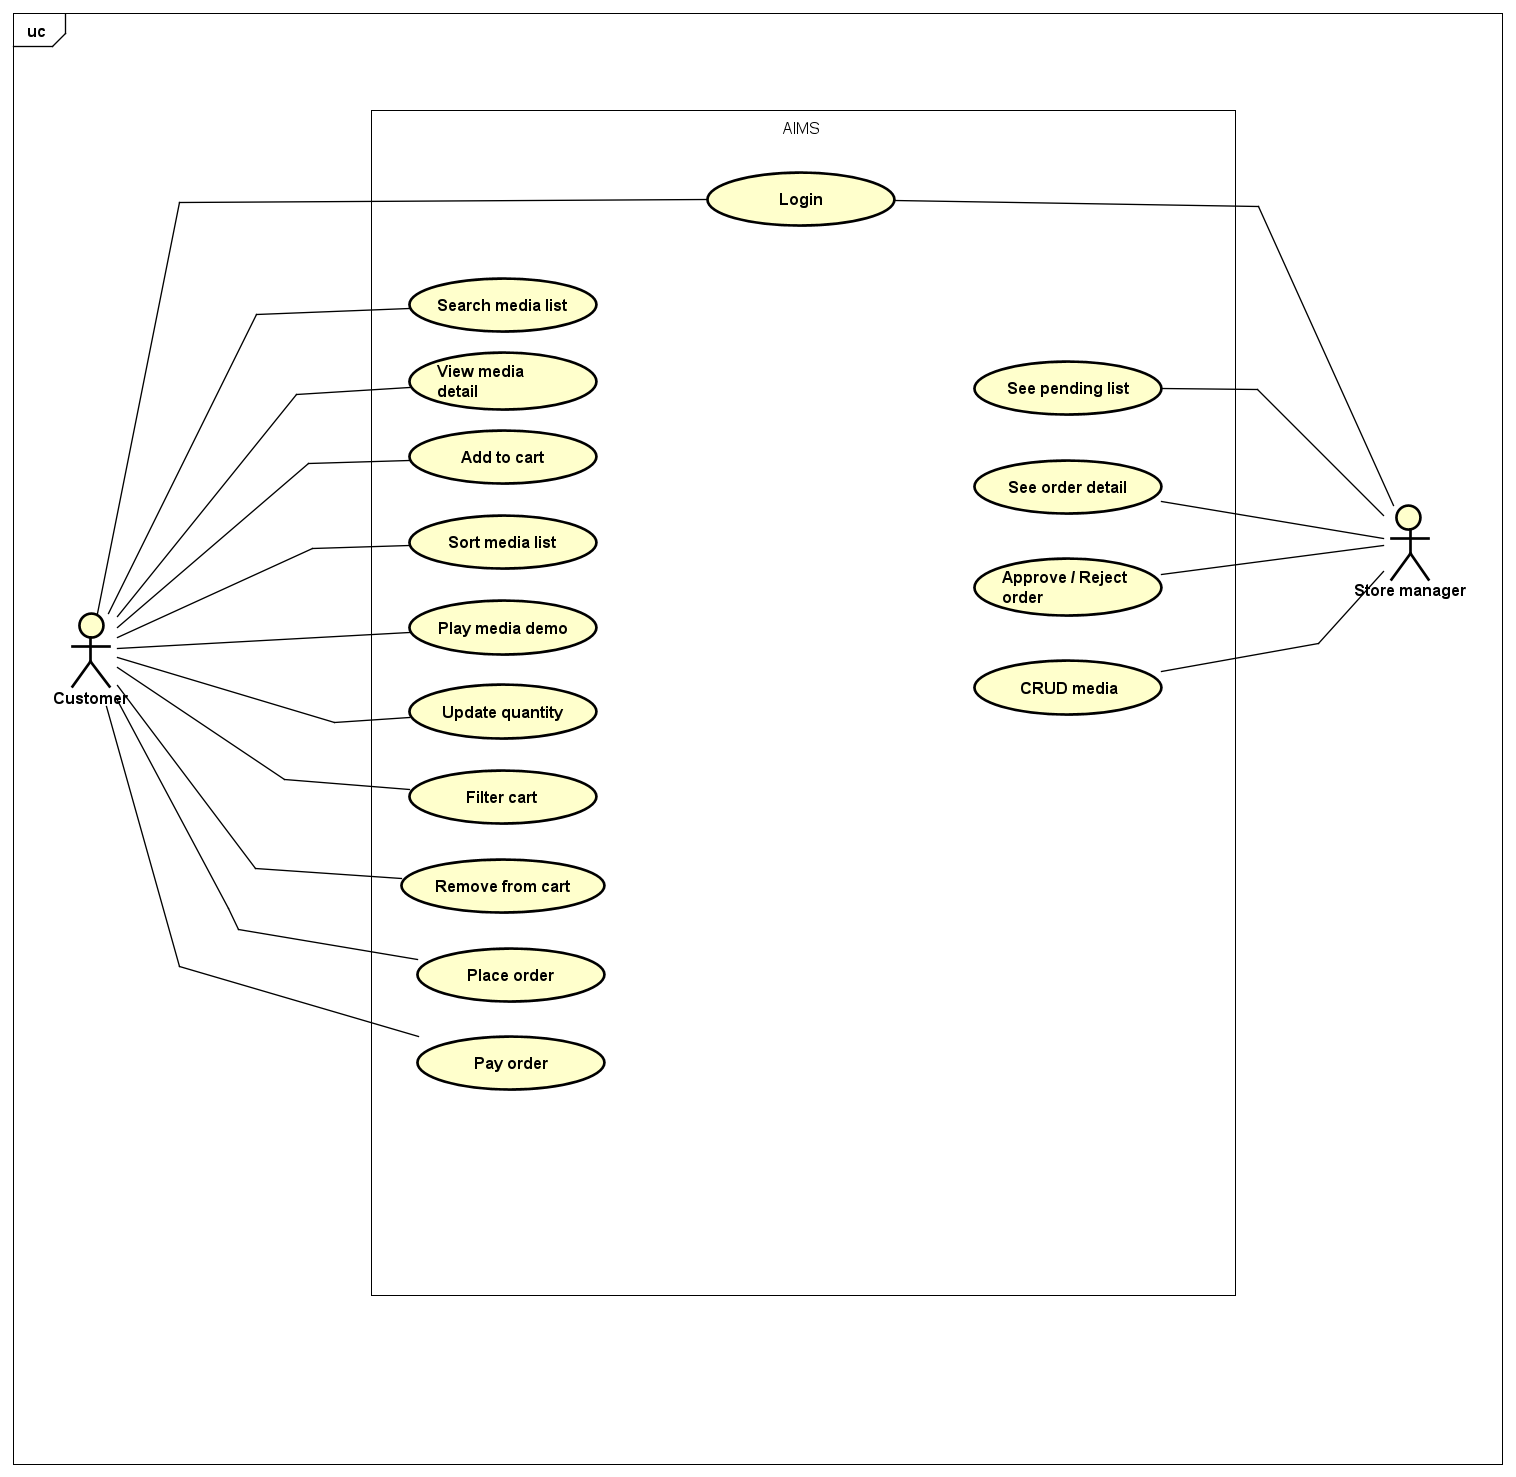 uc
AIMS
Login
Search media list
View media
detail
Add to cart
Sort media list
Play media demo
Update quantity
Filter cart
Remove from cart
Place order
Pay order
See pending list
See order detail
Approve / Reject
order
CRUD media
Customer
Store manager